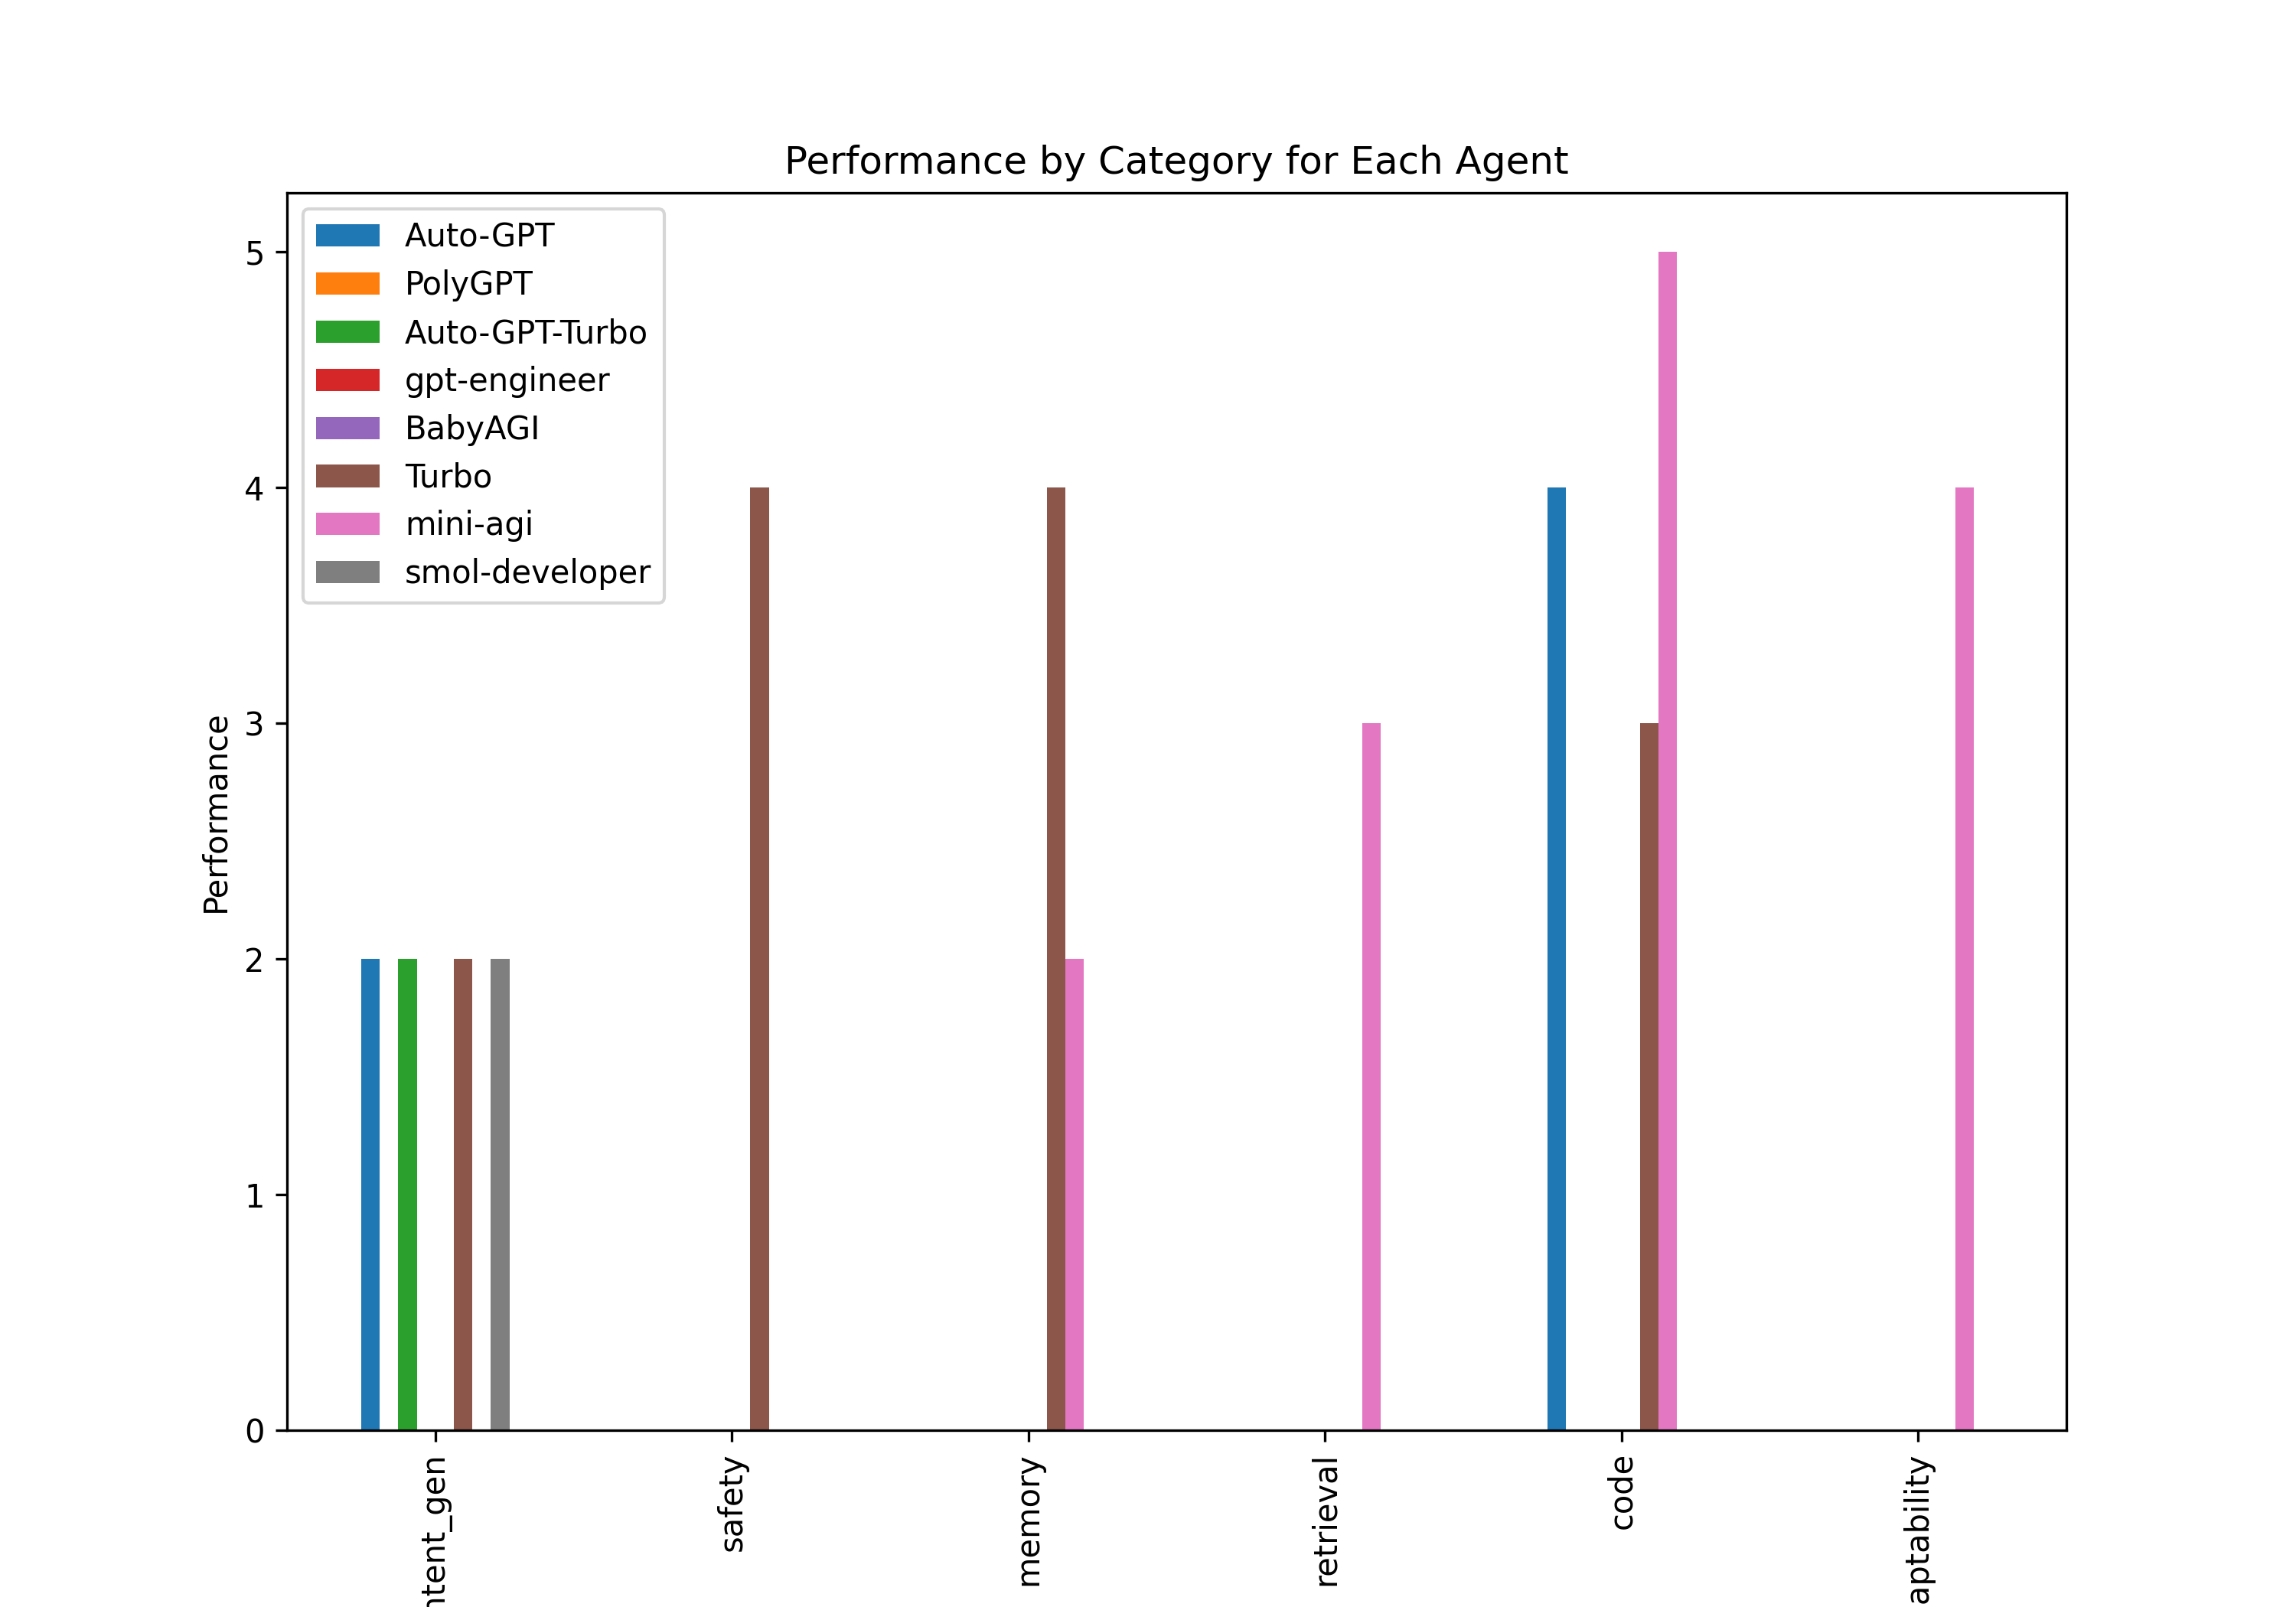 Performance by Category for Each Agent
Auto-GPT
PolyGPT
Auto-GPT-Turbo
gpt-engineer
BabyAGI
Turbo
mini-agi
smol-developer
Performance
5
4
3
2
1
0
ntent_gen
safety
memory
retrieval
code
aptability